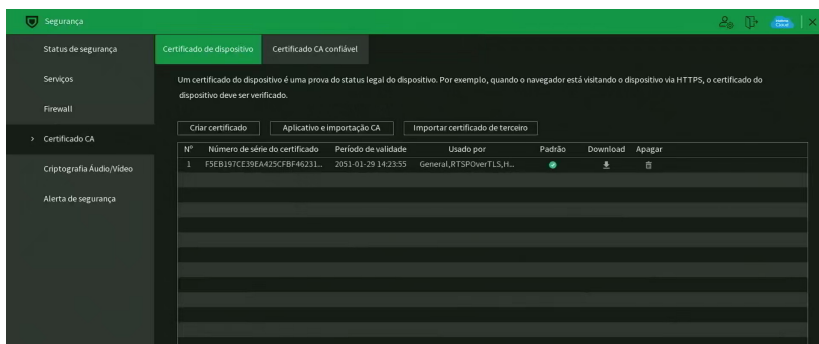 Segurança
Status de segurança
Serviços
Firewall
> Certificado CA
Criptografia Áudio/Vídeo
Alerta de segurança
Certificado de dispositivo Certificado CA confiável
Um certificado do dispositivo é uma prova do status legal do dispositivo. Por exemplo, quando o navegador está visitando o dispositivo via HTTPS, o certificado do
dispositivo deve ser verificado.
Criar certificado Aplicativo e importação CA Importar certificado de terceiro
Nº Número de série do certificado Período de validade Usado por Padrão Download Apagar
1 F5EB197CE39EA425CFBF46231... 2051-01-29 14:23:55 General,RTSPOverTLS,H...